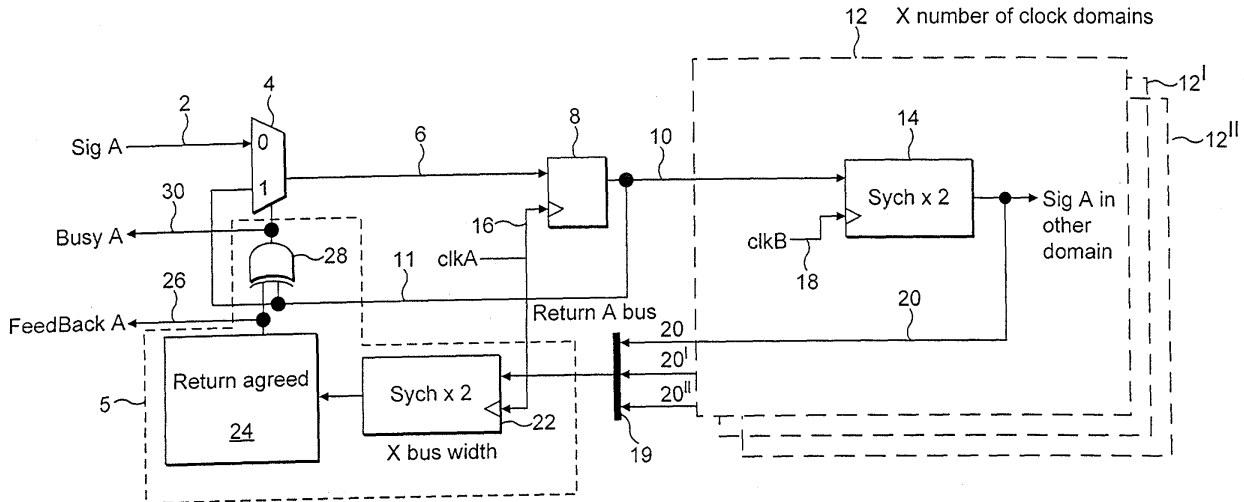 X number of clock domains
12
12ᴵ
12ᴵᴵ
4
2
Sig A
0
1
6
8
10
14
Sych x 2
Sig A in
other
domain
30
Busy A
28
16
clkA
clkB
18
11
26
FeedBack A
Return A bus
20
20
20ᴵ
20ᴵᴵ
5
Return agreed
24
Sych x 2
22
X bus width
19